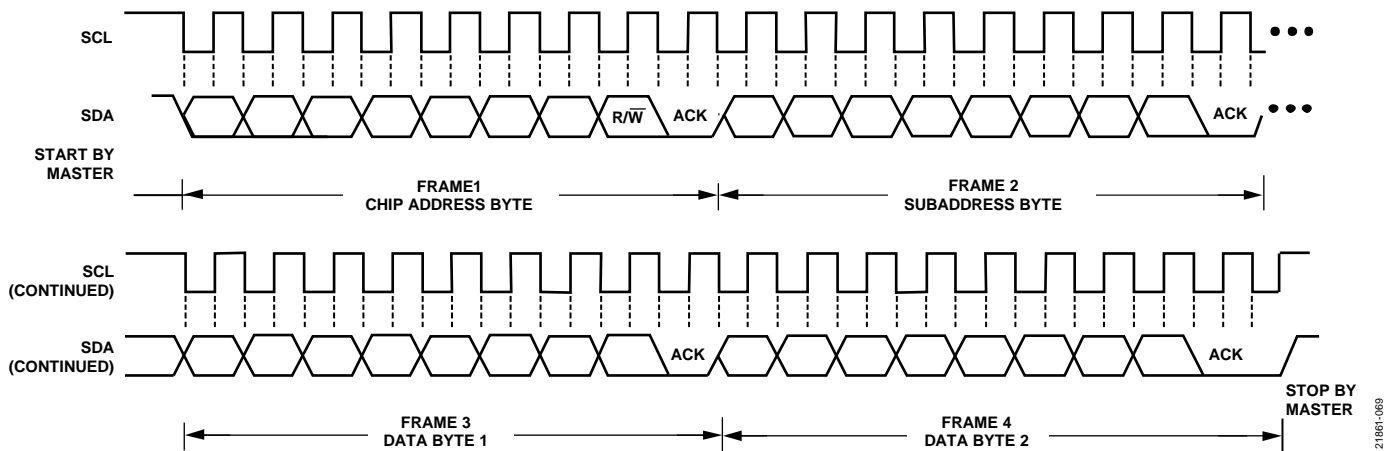 SCL
SDA
R/W̅ ACK ACK
START BY
MASTER
FRAME1
CHIP ADDRESS BYTE
FRAME 2
SUBADDRESS BYTE
SCL
(CONTINUED)
SDA
(CONTINUED)
ACK ACK
STOP BY
MASTER
FRAME 3
DATA BYTE 1
FRAME 4
DATA BYTE 2
21861-069